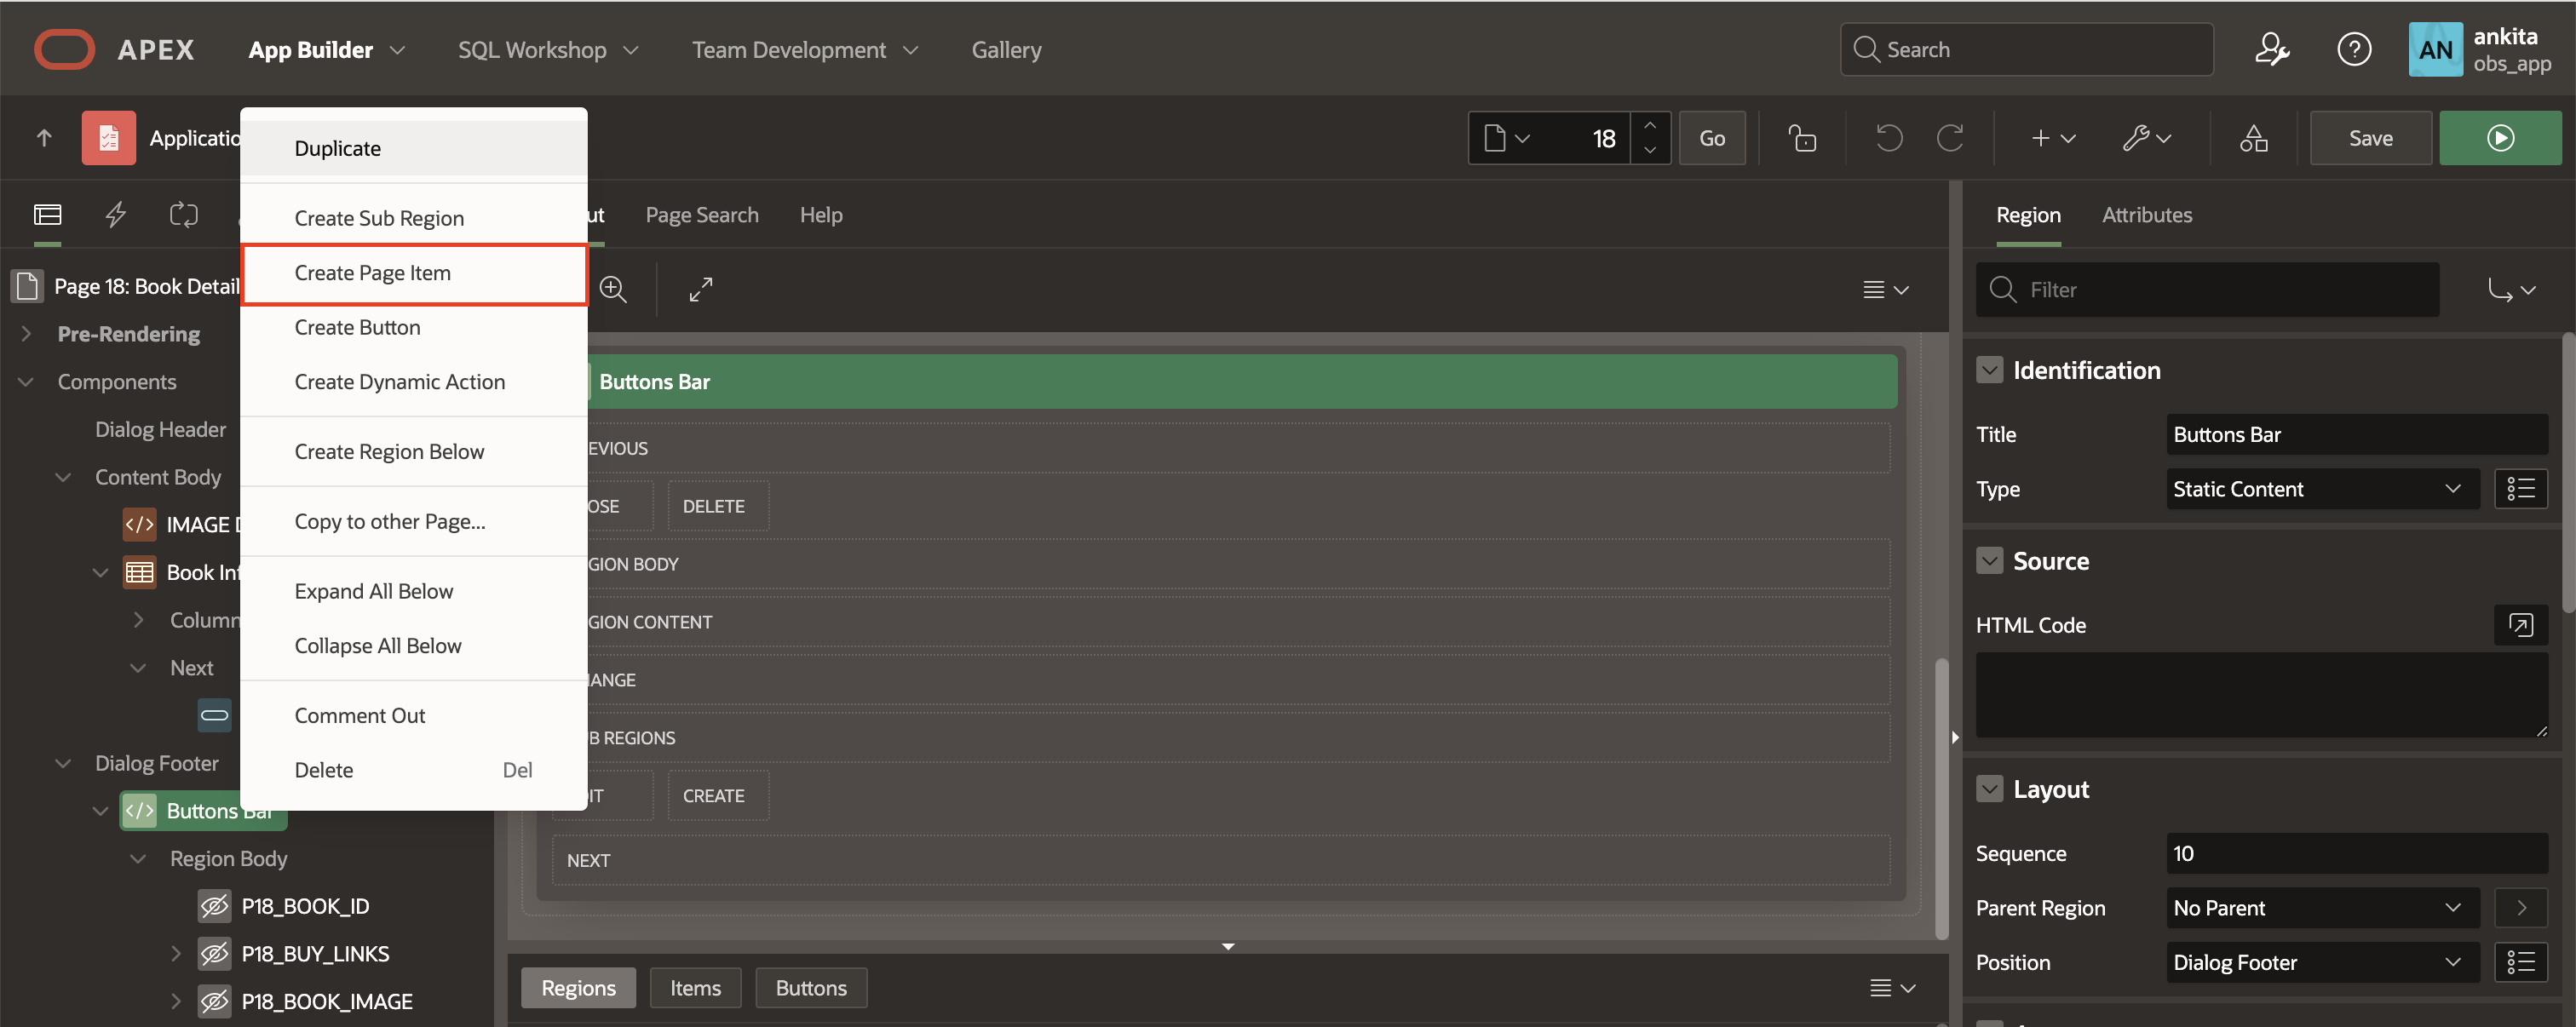 APEX
App Builder
SQL Workshop
Team Development
Gallery
Search
AN
ankita
obs_app
Applicatio
18
Go
Save
Duplicate
Create Sub Region
Create Page Item
Create Button
Create Dynamic Action
Create Region Below
Copy to other Page...
Expand All Below
Collapse All Below
Comment Out
Delete Del
ut
Page Search
Help
Page 18: Book Detail
Pre-Rendering
Components
Dialog Header
Content Body
IMAGE
Book Inf
Column
Next
Dialog Footer
Buttons Bar
Region Body
P18_BOOK_ID
P18_BUY_LINKS
P18_BOOK_IMAGE
Buttons Bar
EVIOUS
OSE
DELETE
GION BODY
GION CONTENT
ANGE
B REGIONS
IT
CREATE
NEXT
Regions
Items
Buttons
Region
Attributes
Filter
Identification
Title Buttons Bar
Type Static Content
Source
HTML Code
Layout
Sequence 10
Parent Region No Parent
Position Dialog Footer